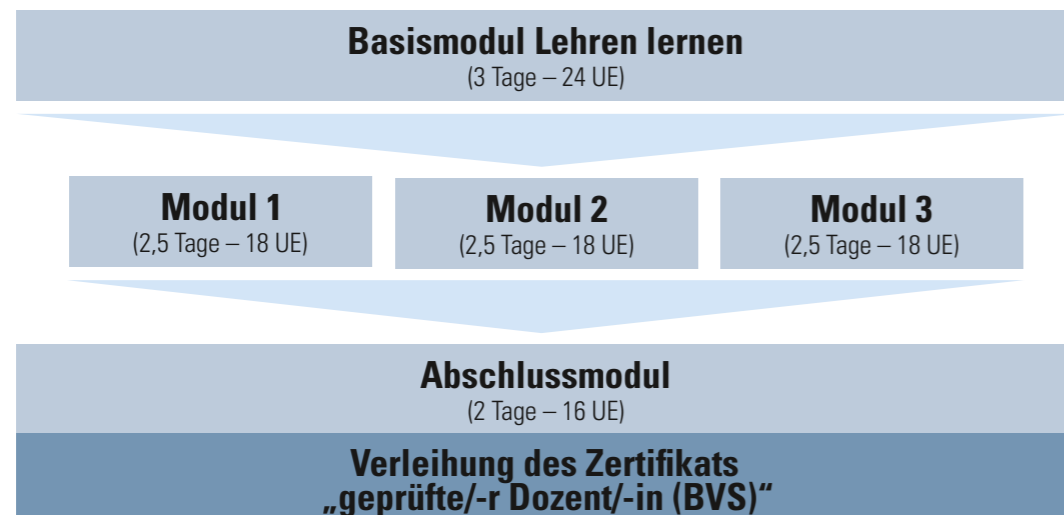 Basismodul Lehren lernen
(3 Tage – 24 UE)
Modul 1
(2,5 Tage – 18 UE)
Modul 2
(2,5 Tage – 18 UE)
Modul 3
(2,5 Tage – 18 UE)
Abschlussmodul
(2 Tage – 16 UE)
Verleihung des Zertifikats
„geprüfte/-r Dozent/-in (BVS)“